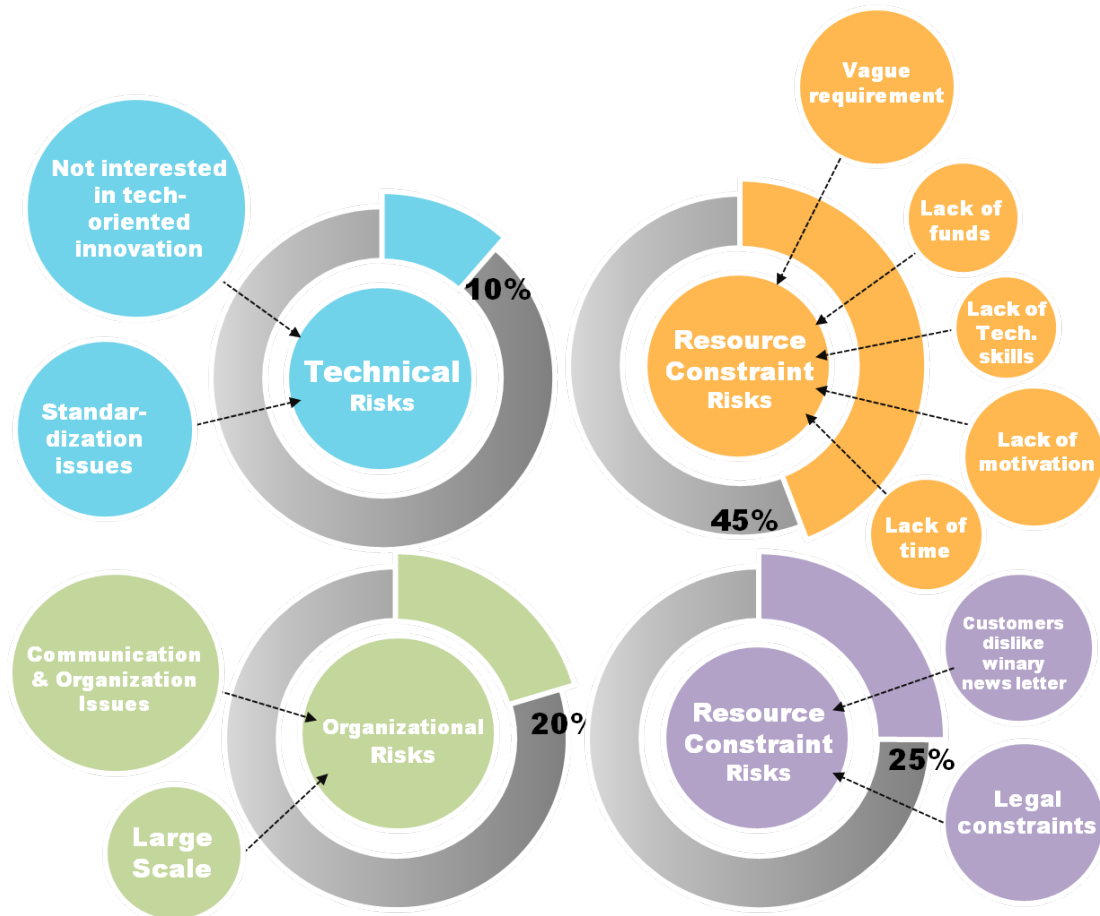 Not interested
in tech-
oriented
innovation
Standar-
dization
issues
Technical
Risks
10%
Vague
requirement
Lack of
funds
Lack of
Tech.
skills
Lack of
motivation
Lack of
time
Resource
Constraint
Risks
45%
Communication
& Organization
Issues
Large
Scale
Organizational
Risks
20%
Resource
Constraint
Risks
25%
Customers
dislike
winary
news letter
Legal
constraints